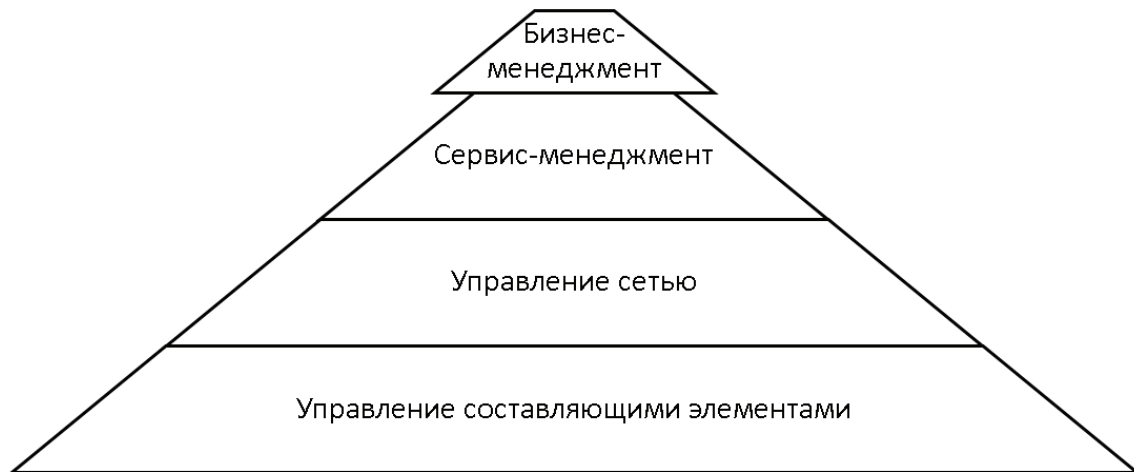 Бизнес-
менеджмент
Сервис-менеджмент
Управление сетью
Управление составляющими элементами